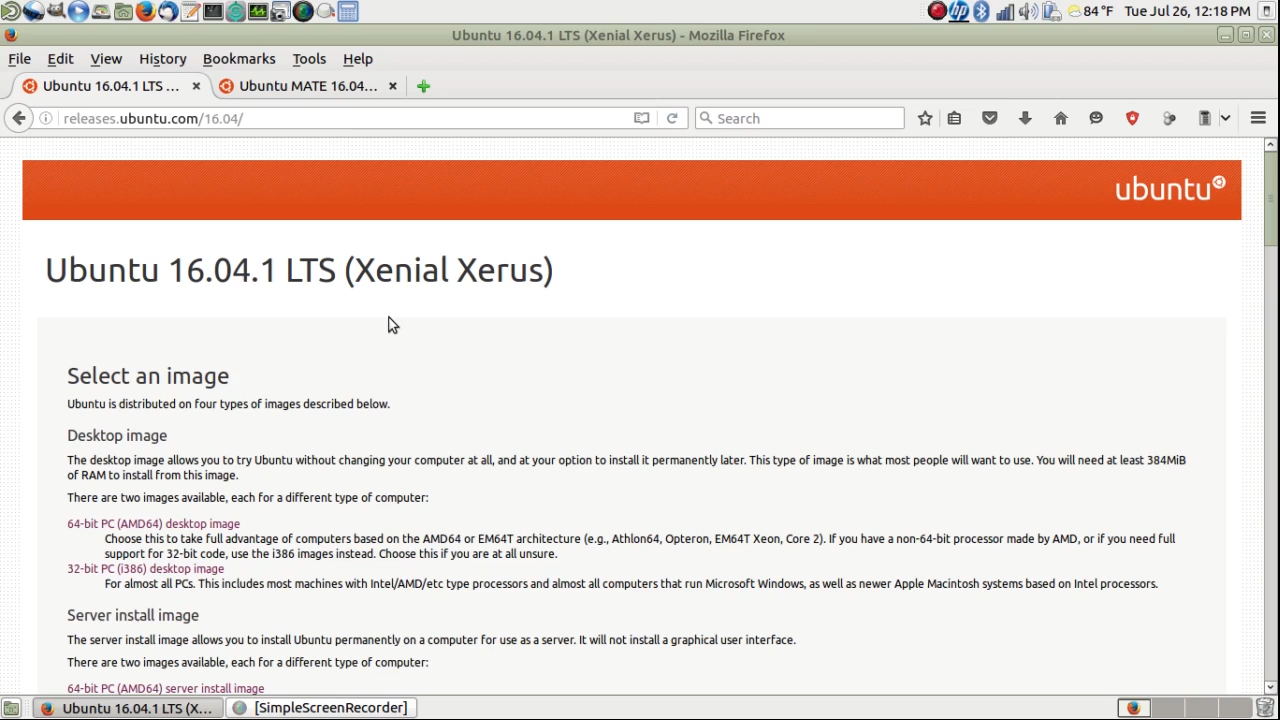 84 °F Tue Jul 26, 12:18 PM
Ubuntu 16.04.1 LTS (Xenial Xerus) - Mozilla Firefox
File Edit View History Bookmarks Tools Help
Ubuntu 16.04.1 LTS ... Ubuntu MATE 16.04...
releases.ubuntu.com/16.04/ Search
ubuntu
Ubuntu 16.04.1 LTS (Xenial Xerus)
Select an image
Ubuntu is distributed on four types of images described below.
Desktop image
The desktop image allows you to try Ubuntu without changing your computer at all, and at your option to install it permanently later. This type of image is what most people will want to use. You will need at least 384MiB
of RAM to install from this image.
There are two images available, each for a different type of computer:
64-bit PC (AMD64) desktop image
Choose this to take full advantage of computers based on the AMD64 or EM64T architecture (e.g., Athlon64, Opteron, EM64T Xeon, Core 2). If you have a non-64-bit processor made by AMD, or if you need full
support for 32-bit code, use the i386 images instead. Choose this if you are at all unsure.
32-bit PC (i386) desktop image
For almost all PCs. This includes most machines with Intel/AMD/etc type processors and almost all computers that run Microsoft Windows, as well as newer Apple Macintosh systems based on Intel processors.
Server install image
The server install image allows you to install Ubuntu permanently on a computer for use as a server. It will not install a graphical user interface.
There are two images available, each for a different type of computer:
64-bit PC (AMD64) server install image
Ubuntu 16.04.1 LTS (X... [SimpleScreenRecorder]